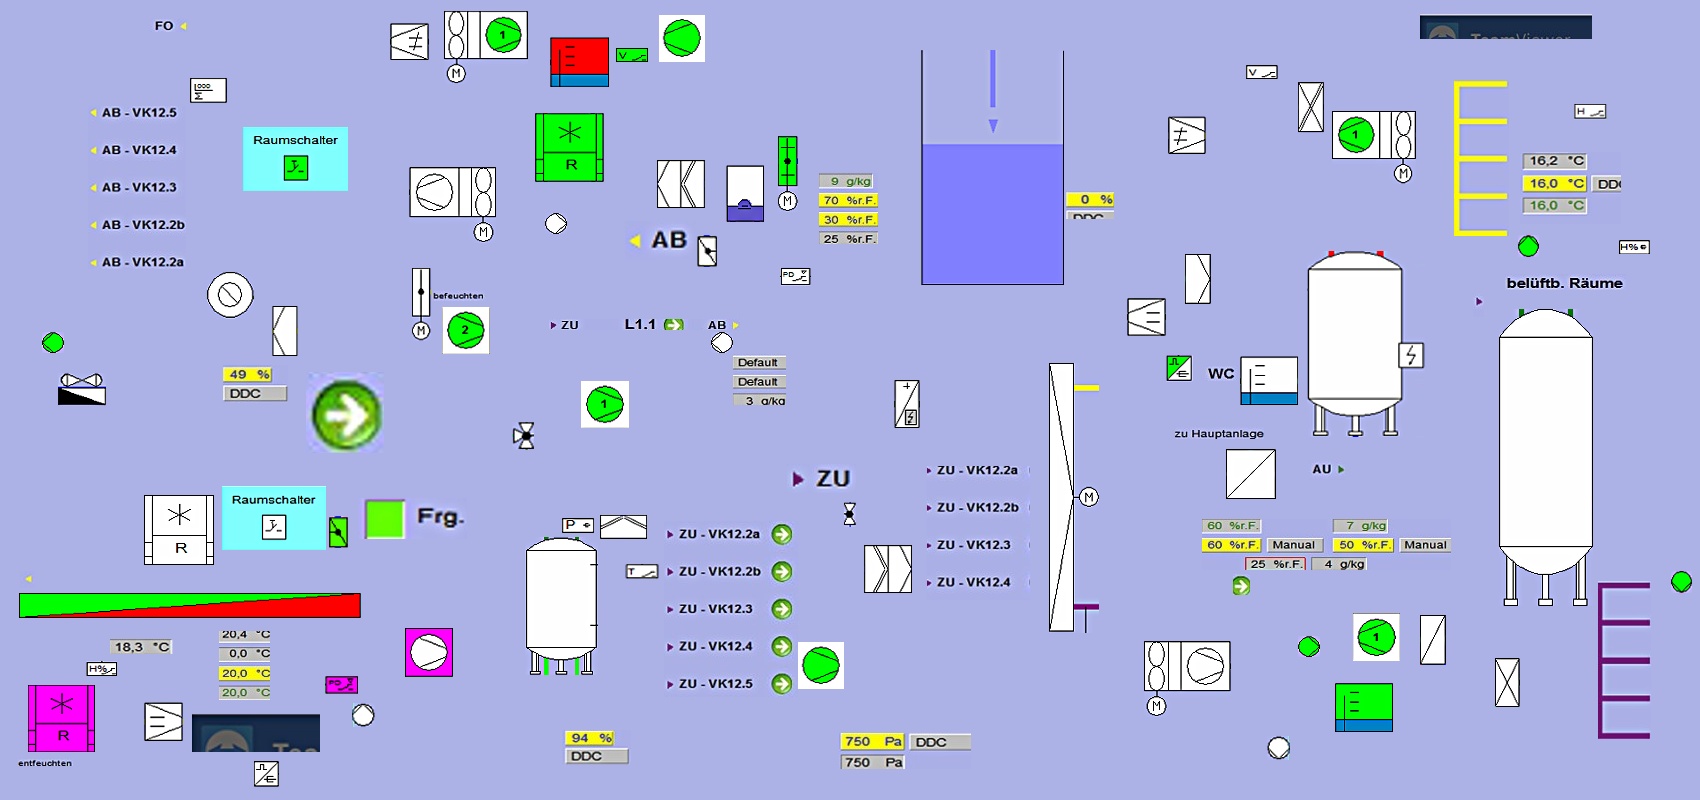 FO
1
M
V
TeamViewer
V
AB - VK12.5
AB - VK12.4
AB - VK12.3
AB - VK12.2b
AB - VK12.2a
Raumschalter
R
M
M
9 g/kg
70 %r.F.
30 %r.F.
25 %r.F.
AB
PD
0 %
DDC
1
M
H
16,2 °C
16,0 °C
16,0 °C
H%
belüftb. Räume
befeuchten
M
2
ZU
L1.1
AB
Default
Default
3 g/kg
49 %
DDC
1
WC
zu Hauptanlage
AU
M
Raumschalter
R
Frg.
ZU
P
T
ZU - VK12.2a
ZU - VK12.2b
ZU - VK12.3
ZU - VK12.4
ZU - VK12.5
ZU - VK12.2a
ZU - VK12.2b
ZU - VK12.3
ZU - VK12.4
60 %r.F.
60 %r.F. Manual
25 %r.F.
7 g/kg
50 %r.F. Manual
4 g/kg
18,3 °C
20,4 °C
0,0 °C
20,0 °C
20,0 °C
H%
R
entfeuchten
PD
94 %
DDC
750 Pa DDC
750 Pa
M
1